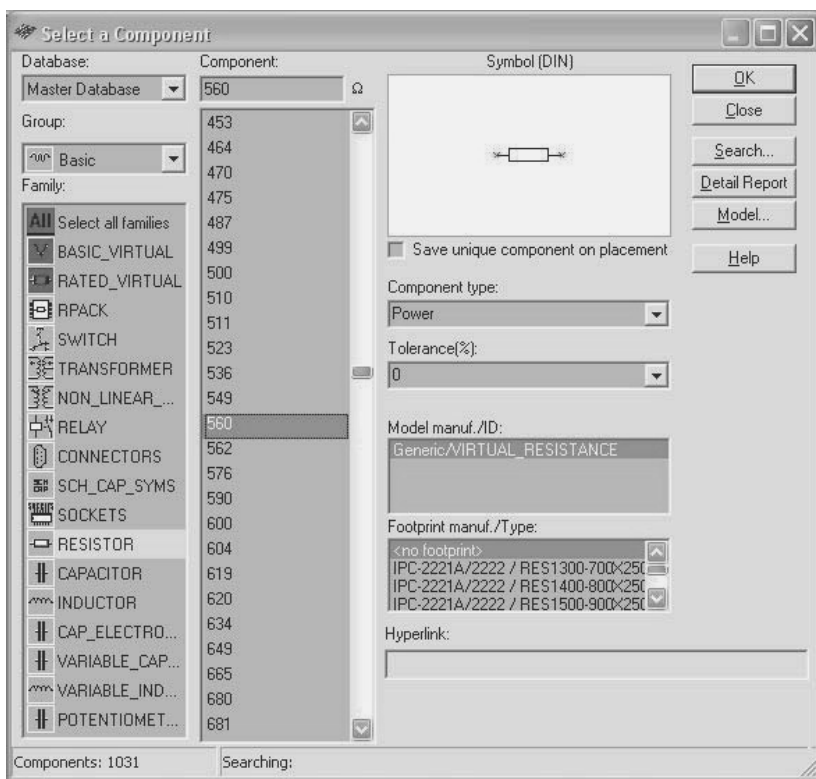 Select a Component
Database:
Master Database
Group:
Basic
Family:
All Select all families
BASIC_VIRTUAL
RATED_VIRTUAL
RPACK
SWITCH
TRANSFORMER
NON_LINEAR_...
RELAY
CONNECTORS
SCH_CAP_SYMS
SOCKETS
RESISTOR
CAPACITOR
INDUCTOR
CAP_ELECTRO...
VARIABLE_CAP...
VARIABLE_IND...
POTENTIOMET...
Component:
560 Ω
453
464
470
475
487
499
500
510
511
523
536
549
560
562
576
590
600
604
619
620
634
649
665
680
681
Symbol (DIN)
Save unique component on placement
Component type:
Power
Tolerance(%):
0
Model manuf./ID:
Generic/VIRTUAL_RESISTANCE
Footprint manuf./Type:
<no footprint>
IPC-2221A/2222 / RES1300-700X250
IPC-2221A/2222 / RES1400-800X250
IPC-2221A/2222 / RES1500-900X250
Hyperlink:
OK
Close
Search...
Detail Report
Model...
Help
Components: 1031
Searching: